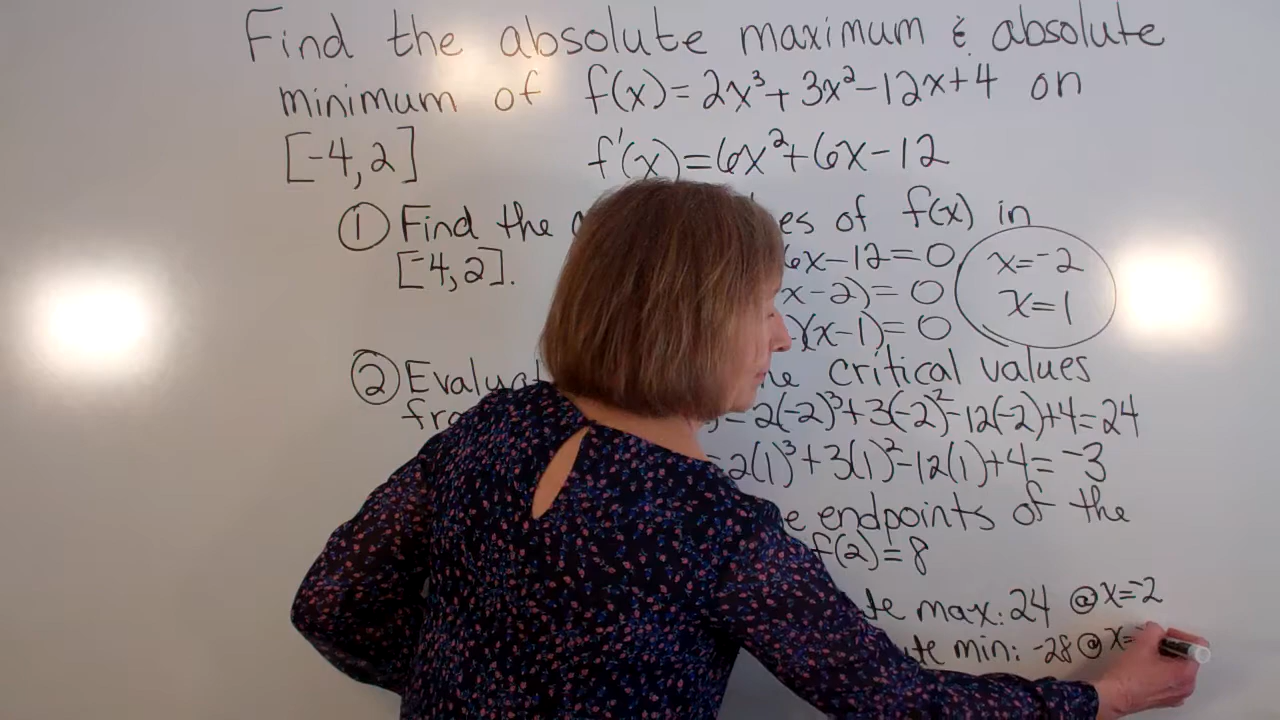 Find the absolute maximum & absolute
minimum of f(x)=2x³+3x²-12x+4 on
[-4,2] f'(x)=6x²+6x-12
① Find the es of f(x) in
[-4,2]. 6x-12=0 x=-2
x-2)=0 x=1
)(x-1)=0
② Evaluat critical values
=2(-2)³+3(-2)²-12(-2)+4=24
=2(1)³+3(1)²-12(1)+4=-3
endpoints of the
f(2)=8
te max: 24 @x=-2
ute min: -28@x=